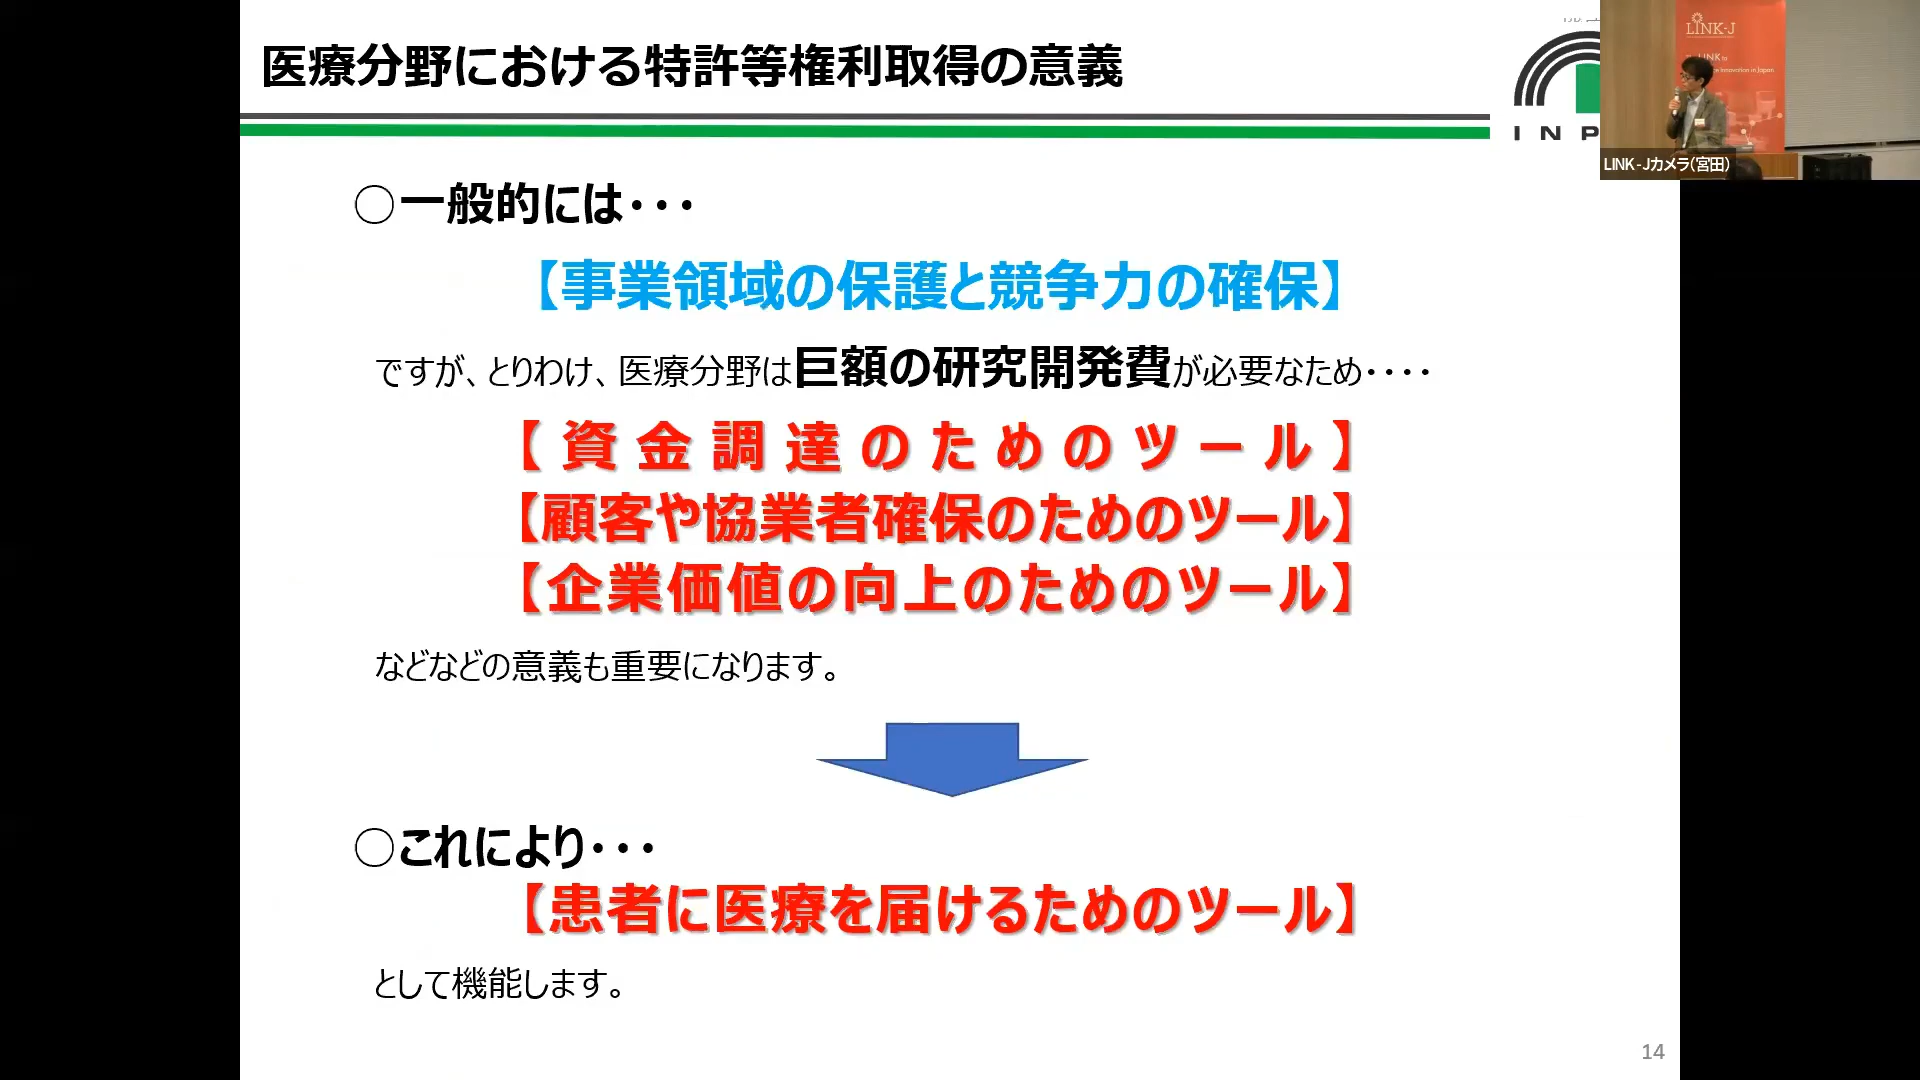 医療分野における特許等権利取得の意義
INP
LINK-J
LINK-Jカメラ(宮田)
○一般的には・・・
【事業領域の保護と競争力の確保】
ですが、とりわけ、医療分野は巨額の研究開発費が必要なため・・・・
【資金調達のためのツール】
【顧客や協業者確保のためのツール】
【企業価値の向上のためのツール】
などなどの意義も重要になります。
○これにより・・・
【患者に医療を届けるためのツール】
として機能します。
14